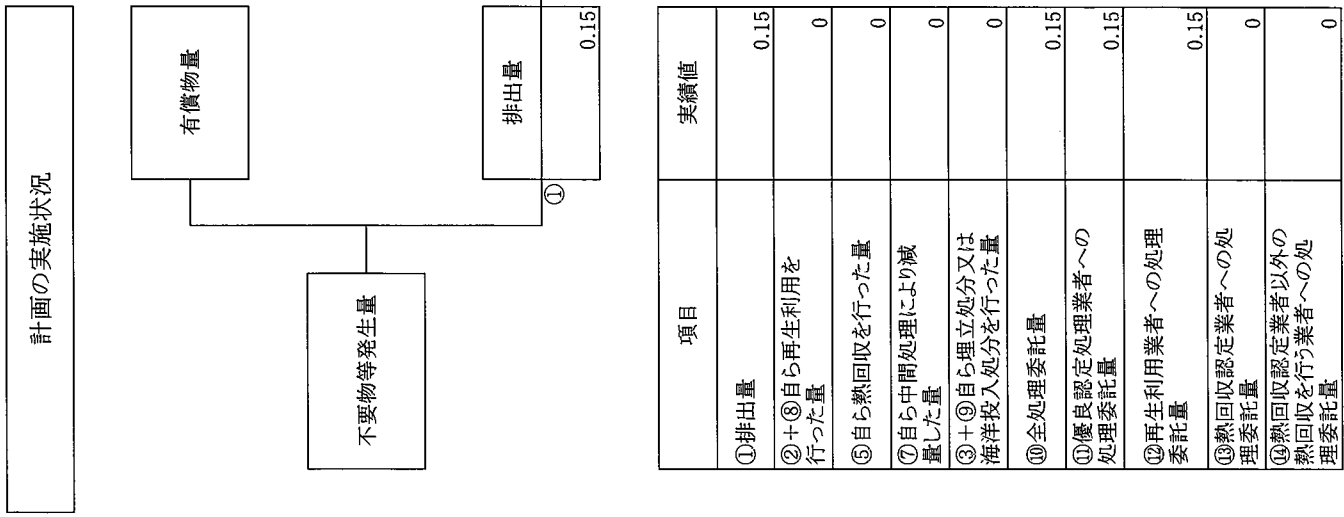 計画の実施状況
有償物量
不要物等発生量
排出量
①
0.15
項目
実績値
①排出量
0.15
②+⑧自ら再生利用を
行った量
0
⑤自ら熱回収を行った量
0
⑦自ら中間処理により減
量した量
0
③+⑨自ら埋立処分又は
海洋投入処分を行った量
0
⑩全処理委託量
0.15
⑪優良認定処理業者への
処理委託量
0.15
⑫再生利用業者への処理
委託量
0.15
⑬熱回収認定業者への処
理委託量
0
⑭熱回収認定業者以外の
熱回収を行う業者への処
理委託量
0